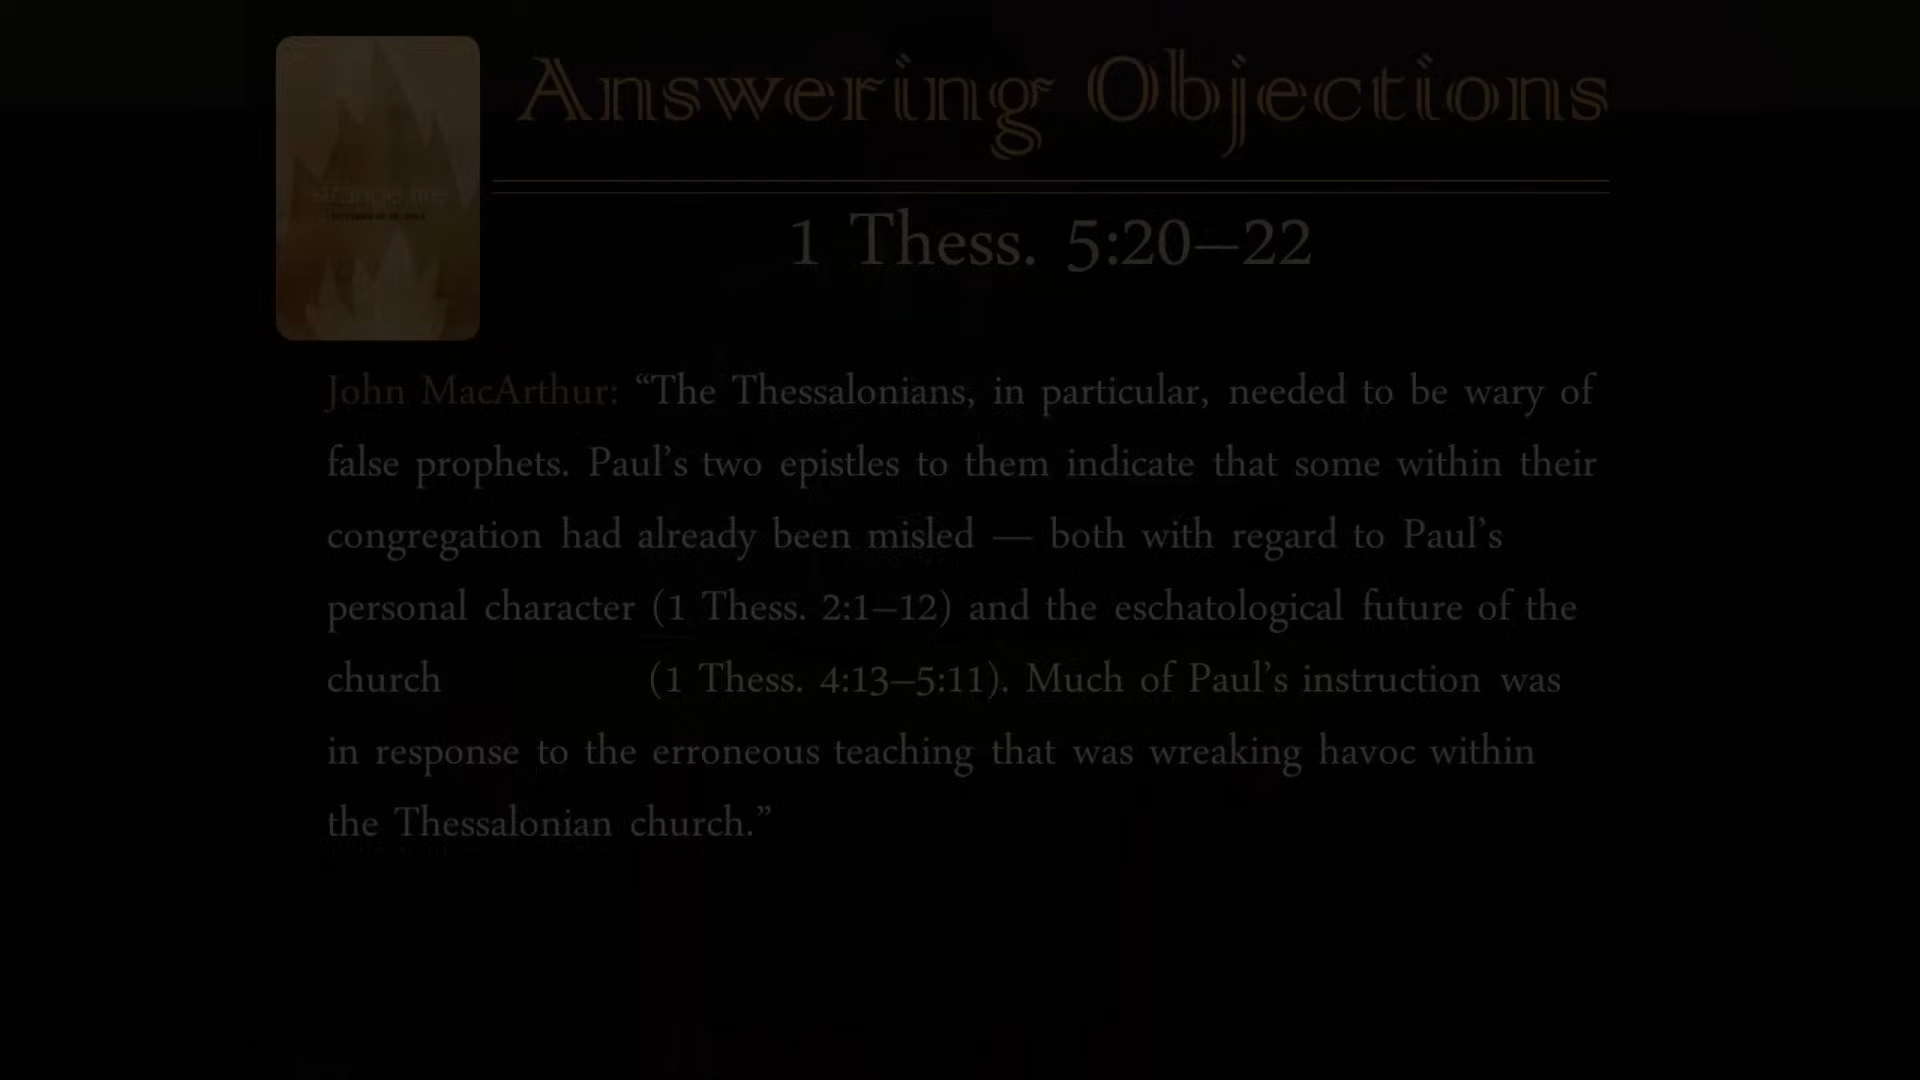 Answering Objections
strange fire
1 Thess. 5:20–22
John MacArthur: “The Thessalonians, in particular, needed to be wary of
false prophets. Paul’s two epistles to them indicate that some within their
congregation had already been misled — both with regard to Paul’s
personal character (1 Thess. 2:1–12) and the eschatological future of the
church (1 Thess. 4:13–5:11). Much of Paul’s instruction was
in response to the erroneous teaching that was wreaking havoc within
the Thessalonian church.”